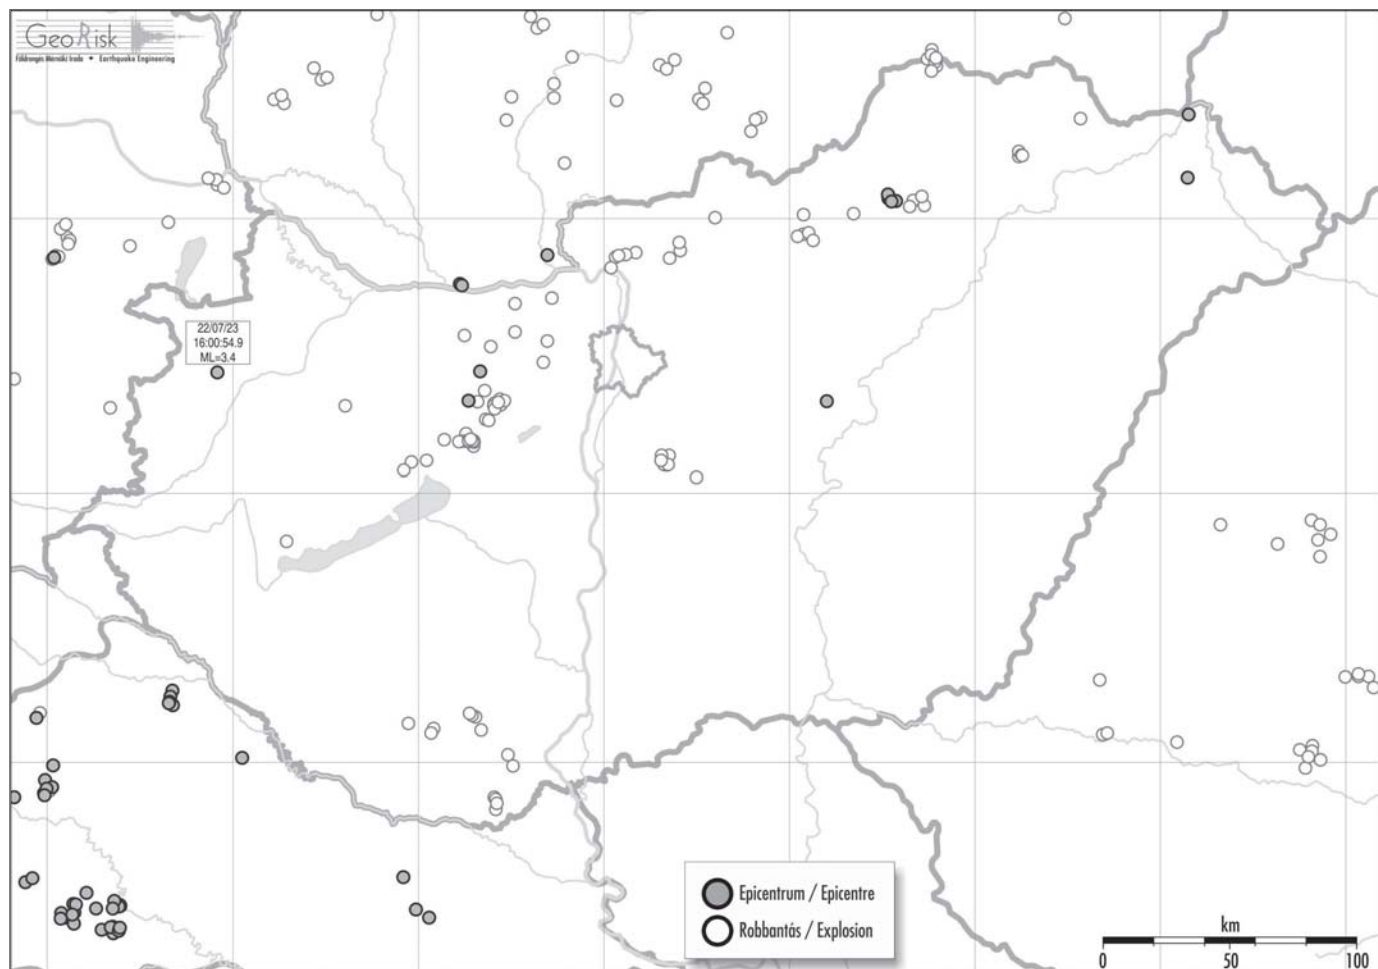 GeoRisk
Földrengés Mérnöki Iroda • Earthquake Engineering
22/07/23
16:00:54.9
ML=3.4
Epicentrum / Epicentre
Robbantás / Explosion
km
0 50 100